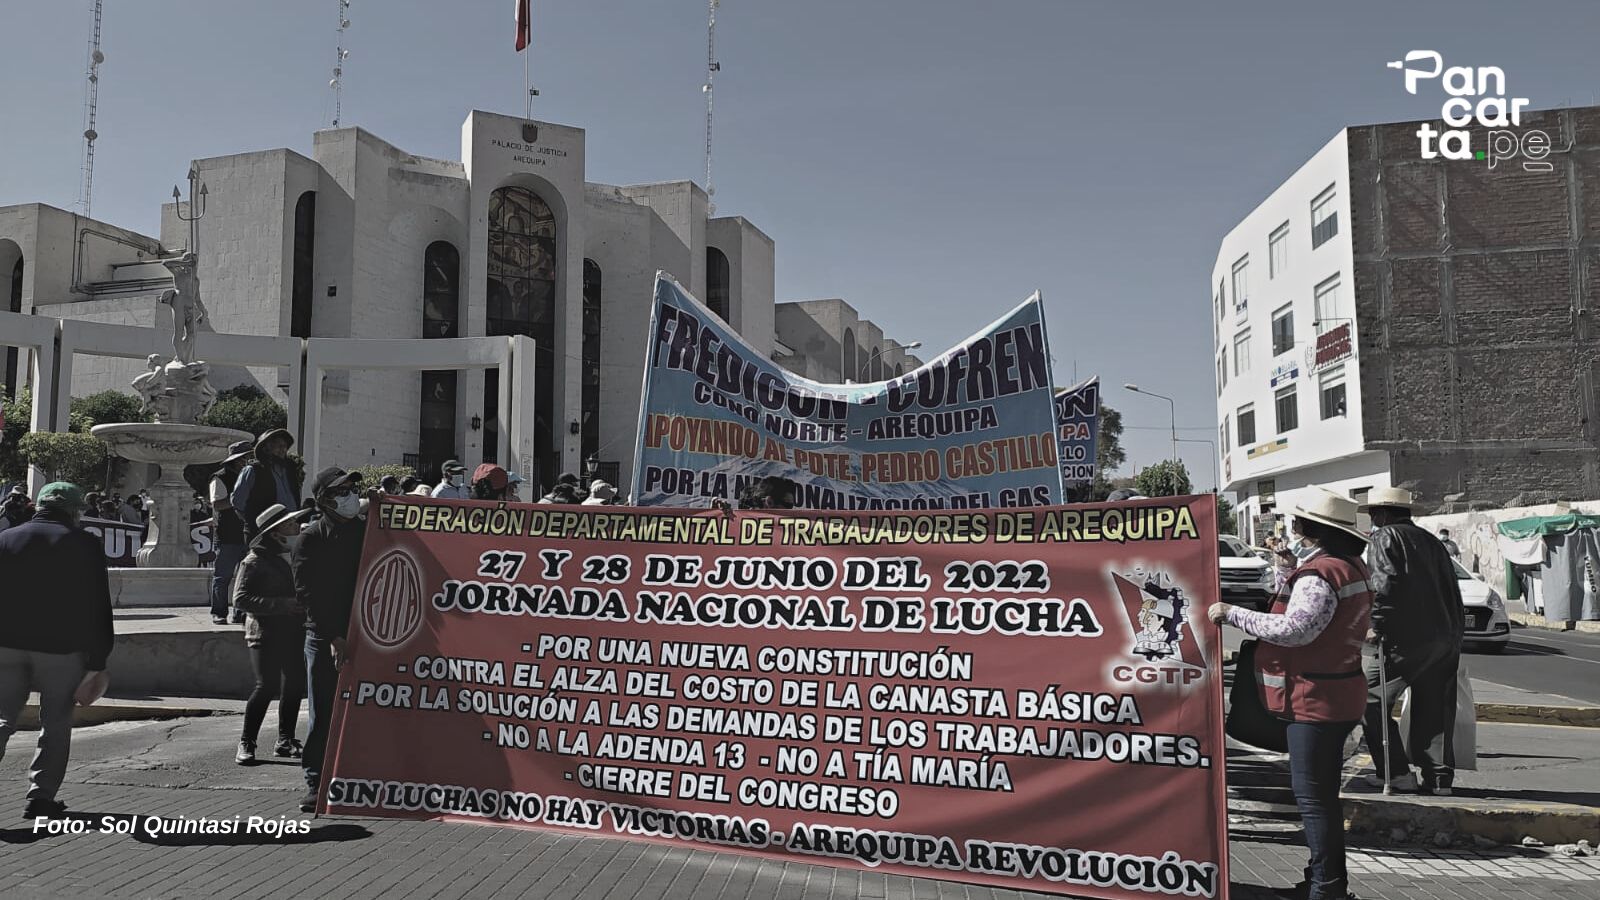 Pan
car
ta.pe
PALACIO DE JUSTICIA
AREQUIPA
FREDICON - COFREN
CONO NORTE - AREQUIPA
APOYANDO AL PDTE. PEDRO CASTILLO
POR LA NACIONALIZACIÓN DEL GAS
FEDERACIÓN DEPARTAMENTAL DE TRABAJADORES DE AREQUIPA
27 Y 28 DE JUNIO DEL 2022
JORNADA NACIONAL DE LUCHA
FDTA
CGTP
- POR UNA NUEVA CONSTITUCIÓN
- CONTRA EL ALZA DEL COSTO DE LA CANASTA BÁSICA
- POR LA SOLUCIÓN A LAS DEMANDAS DE LOS TRABAJADORES.
- NO A LA ADENDA 13 - NO A TÍA MARÍA
- CIERRE DEL CONGRESO
SIN LUCHAS NO HAY VICTORIAS - AREQUIPA REVOLUCIÓN
Foto: Sol Quintasi Rojas